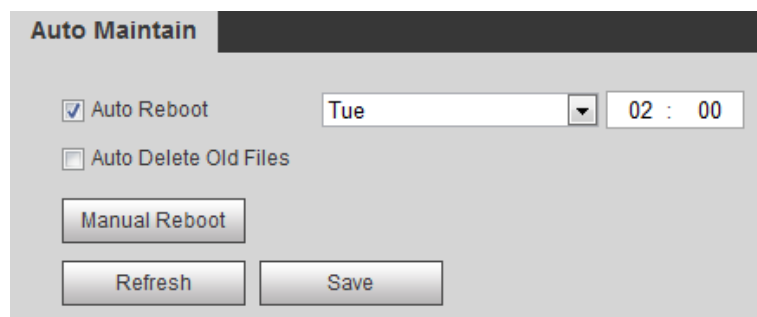 Auto Maintain
Auto Reboot Tue 02 : 00
Auto Delete Old Files
Manual Reboot
Refresh Save